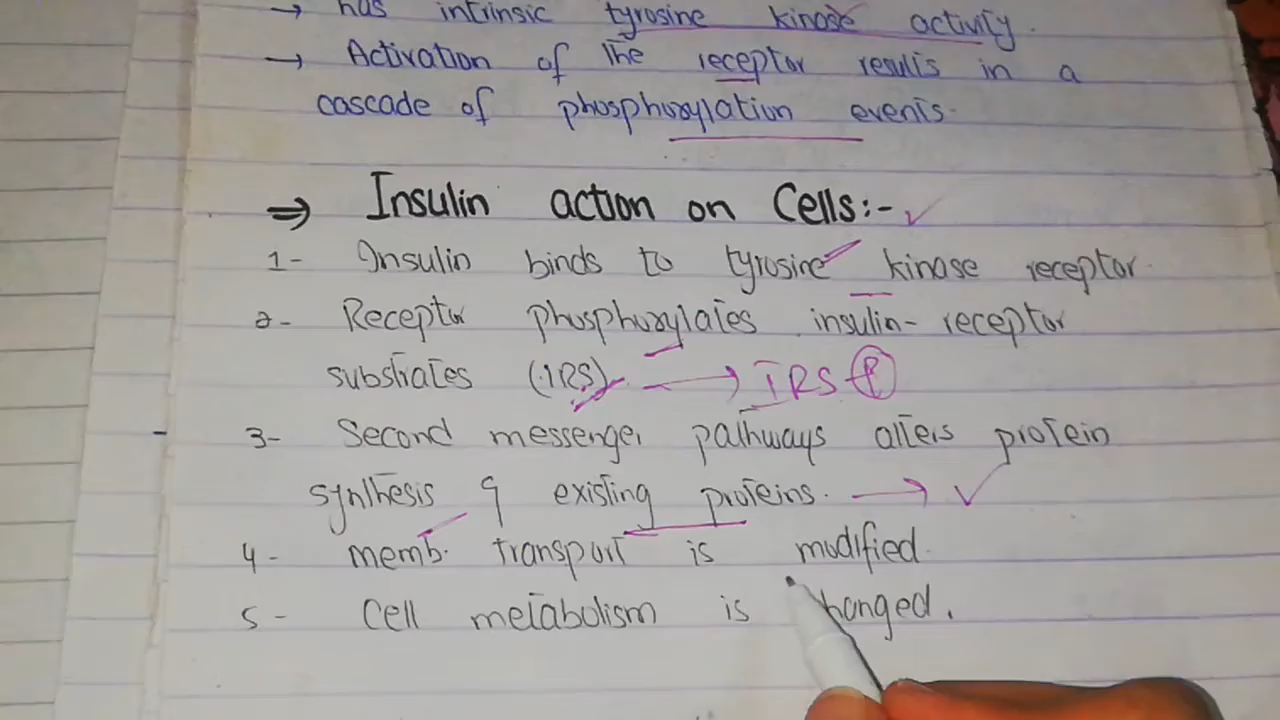 → has intrinsic tyrosine kinase activity.
→ Activation of the receptor results in a
cascade of phosphorylation events.
⇒ Insulin action on Cells:- ✓
1- Insulin binds to tyrosine kinase receptor.
2- Receptor phosphorylates insulin-receptor
substrates (IRS) → IRS Ⓟ
3- Second messenger pathways alters protein
synthesis & existing proteins. → ✓
4- memb. transport is modified.
5- Cell metabolism is changed.